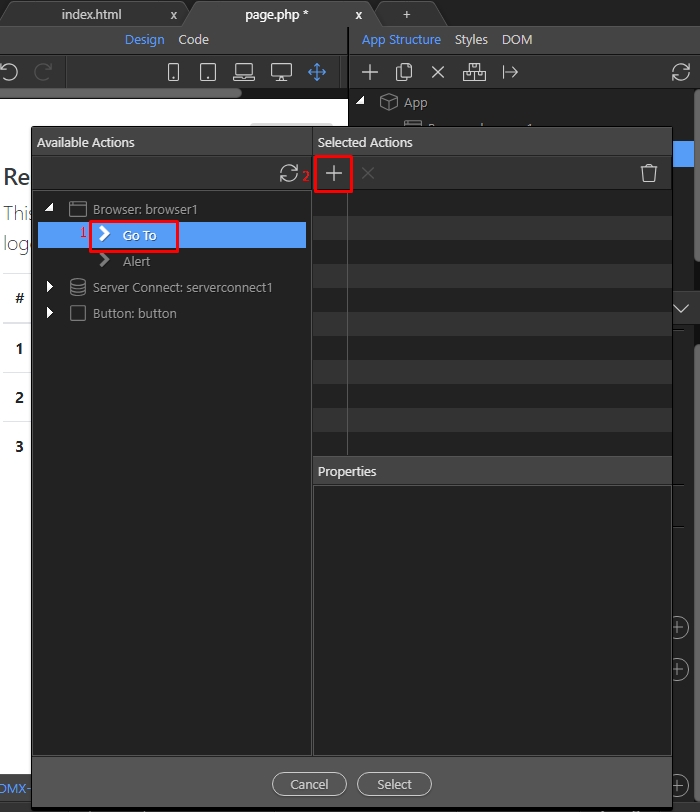 index.html x page.php * x +
Design Code App Structure Styles DOM
App
Available Actions Selected Actions
Re
This
loge
#
1
2
3
2
Browser: browser1
1 Go To
Alert
Server Connect: serverconnect1
Button: button
Properties
Cancel Select
DMX-